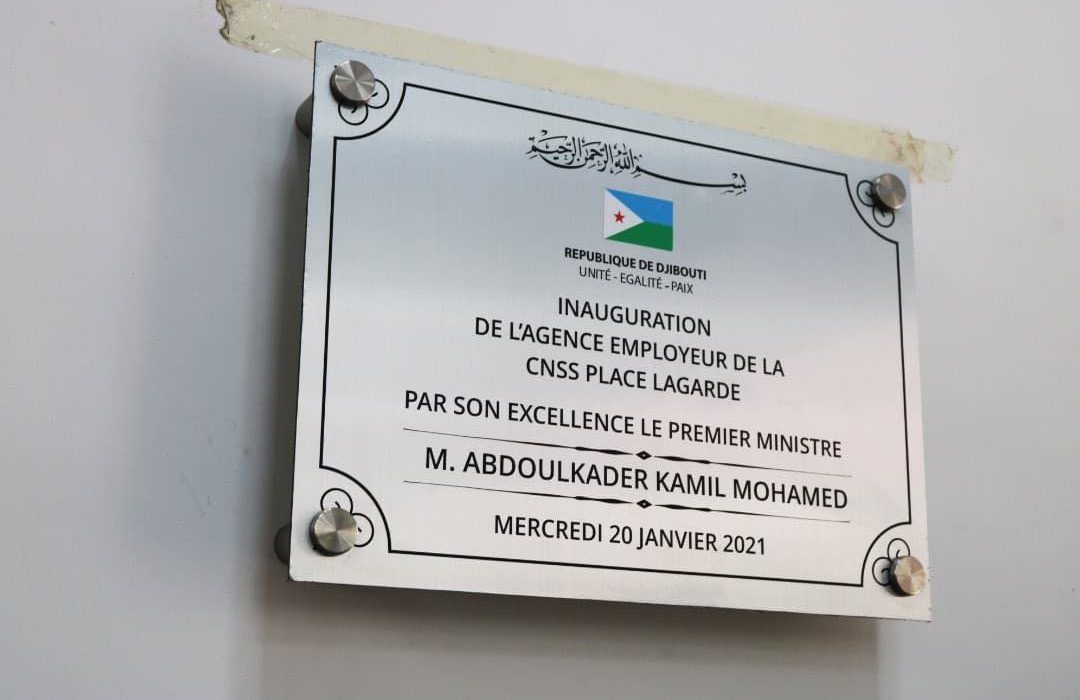 بسم الله الرحمن الرحيم
REPUBLIQUE DE DJIBOUTI
UNITÉ - EGALITÉ - PAIX
INAUGURATION
DE L'AGENCE EMPLOYEUR DE LA
CNSS PLACE LAGARDE
PAR SON EXCELLENCE LE PREMIER MINISTRE
M. ABDOULKADER KAMIL MOHAMED
MERCREDI 20 JANVIER 2021